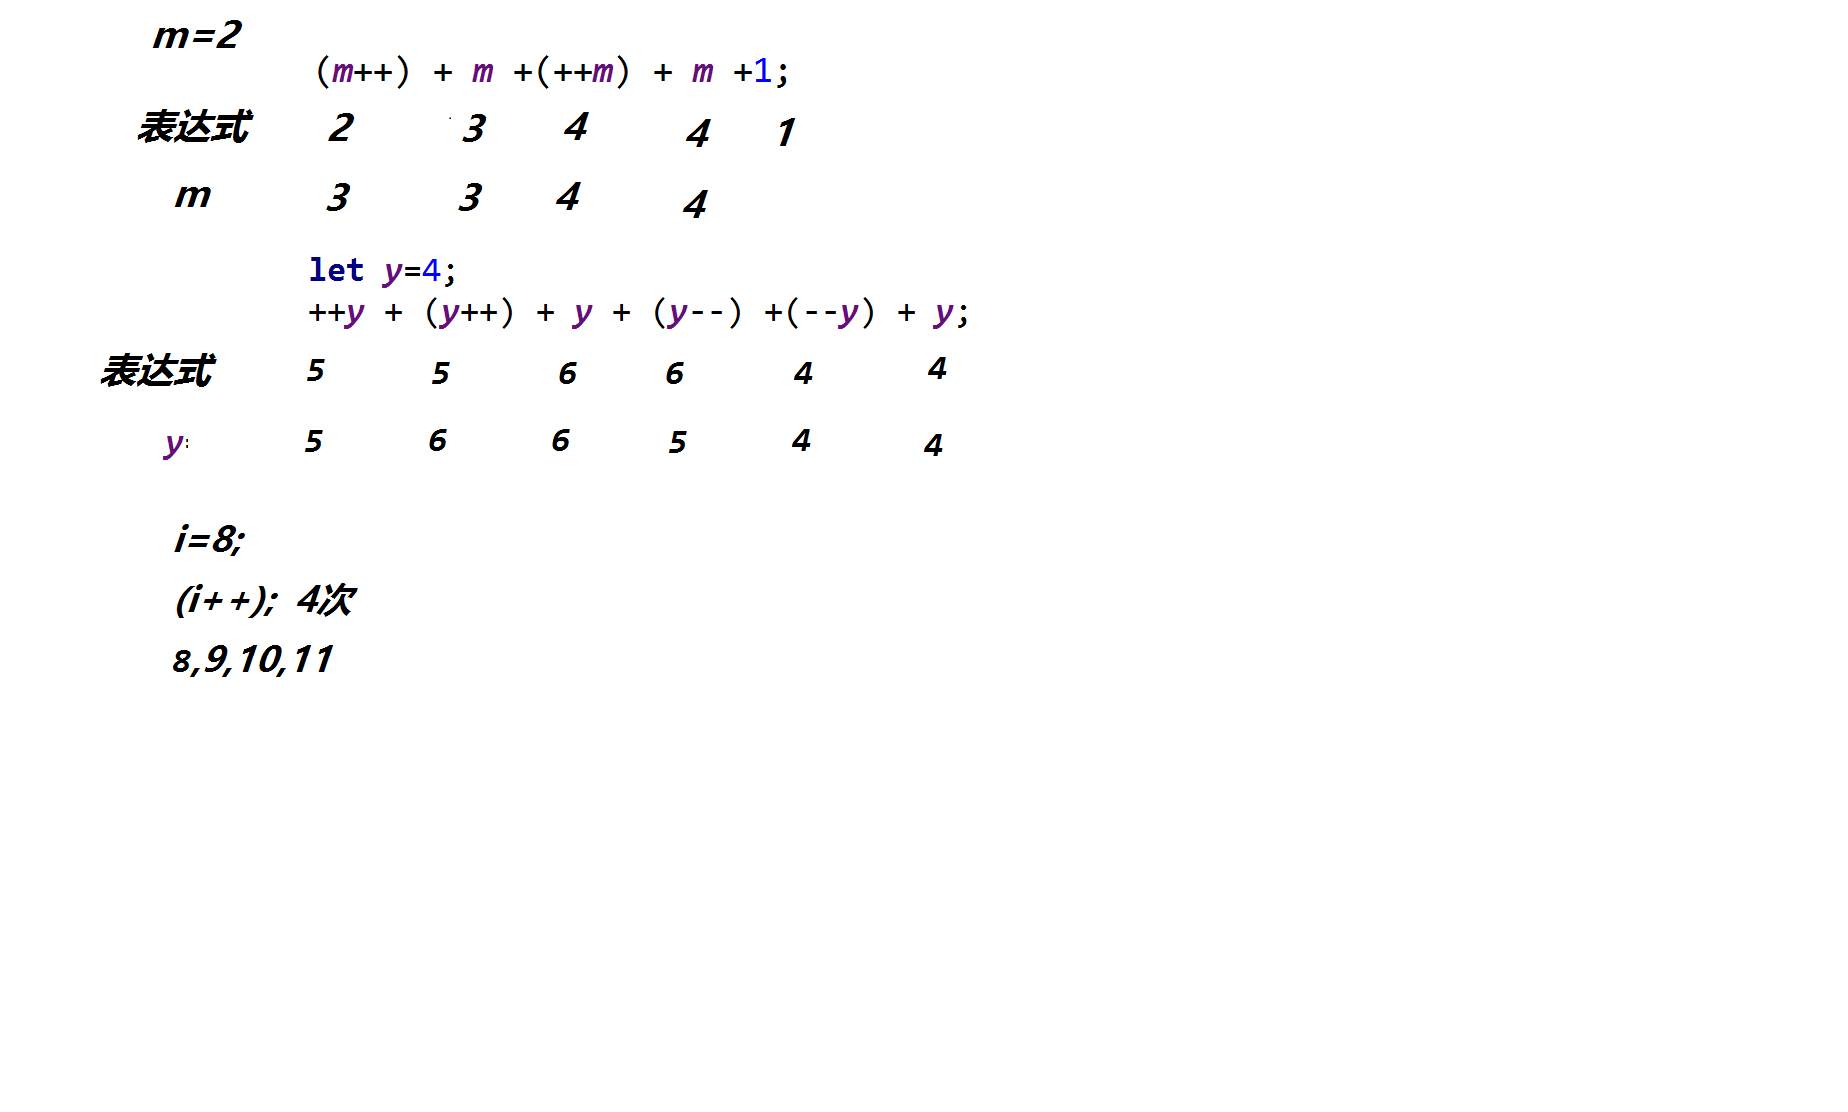 m=2
(m++) + m +(++m) + m +1;
表达式 2 3 4 4 1
m 3 3 4 4
let y=4;
++y + (y++) + y + (y--) +(--y) + y;
表达式 5 5 6 6 4 4
y: 5 6 6 5 4 4
i=8;
(i++); 4次
8,9,10,11